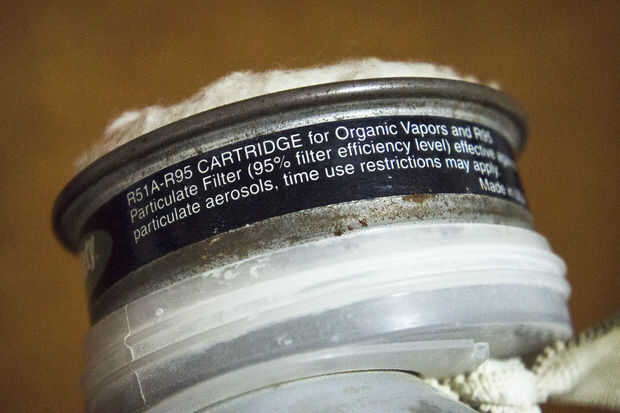 R51A-R95 CARTRIDGE for Organic Vapors and R95
Particulate Filter (95% filter efficiency level) effective
particulate aerosols, time use restrictions may apply
Made in